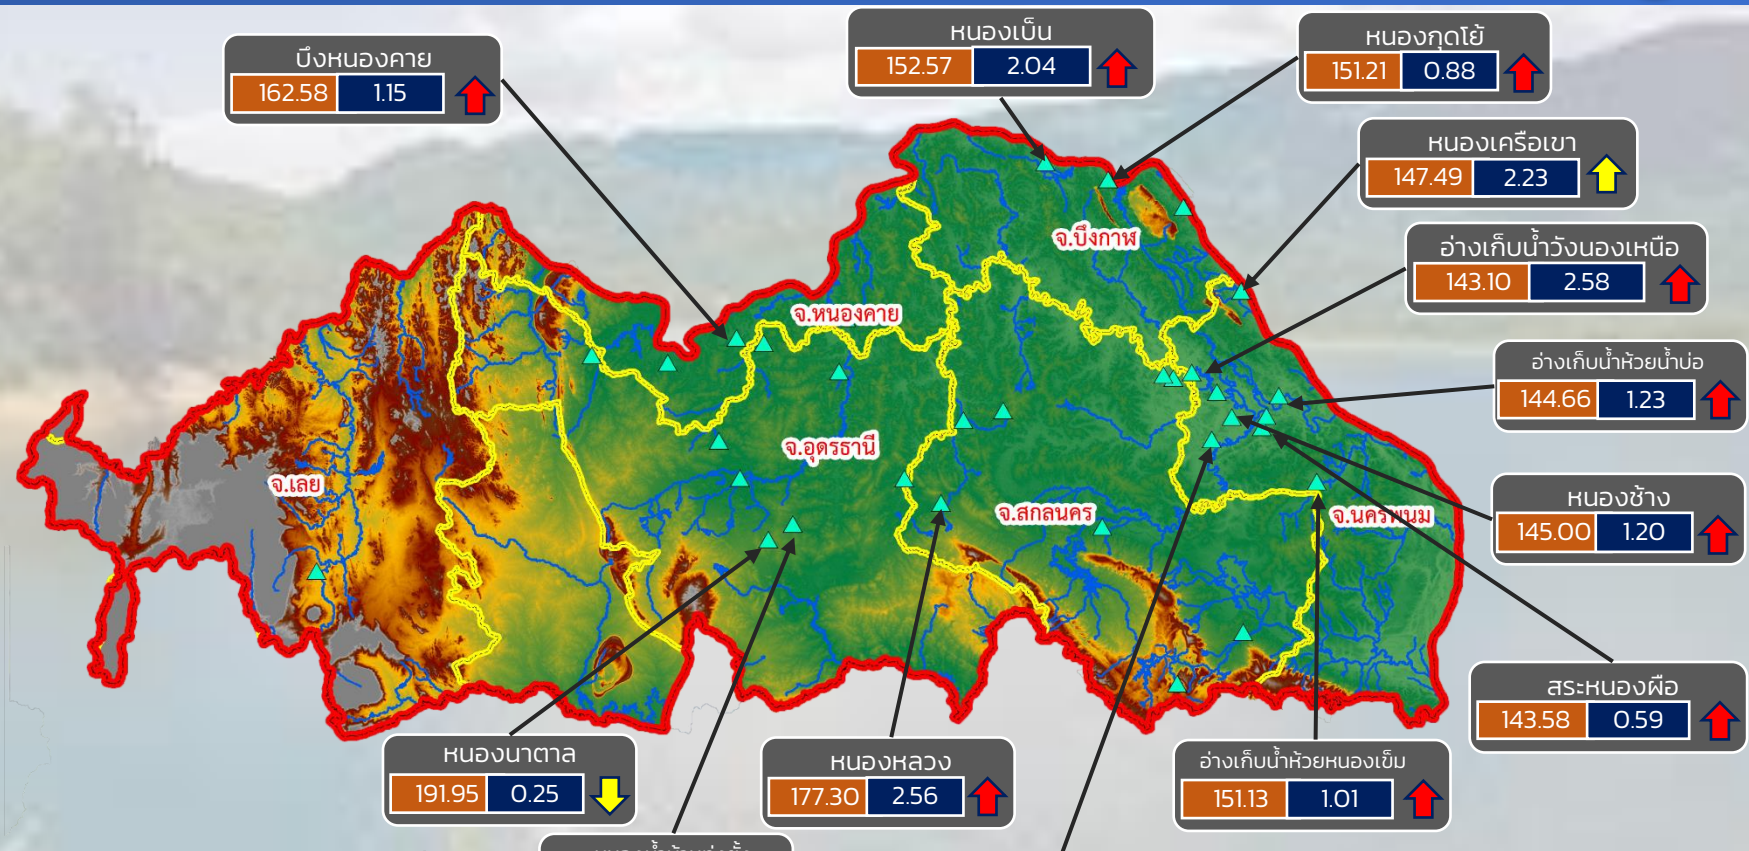 บึงหนองคาย
162.58 1.15
หนองเบ็น
152.57 2.04
หนองกุดโย้
151.21 0.88
หนองเครือเขา
147.49 2.23
อ่างเก็บน้ำวังนองเหนือ
143.10 2.58
อ่างเก็บน้ำห้วยน้ำบ่อ
144.66 1.23
หนองช้าง
145.00 1.20
สระหนองผือ
143.58 0.59
จ.บึงกาฬ
จ.หนองคาย
จ.อุดรธานี
จ.เลย
จ.สกลนคร
จ.นครพนม
หนองนาตาล
191.95 0.25
หนองหลวง
177.30 2.56
อ่างเก็บน้ำห้วยหนองเข็ม
151.13 1.01